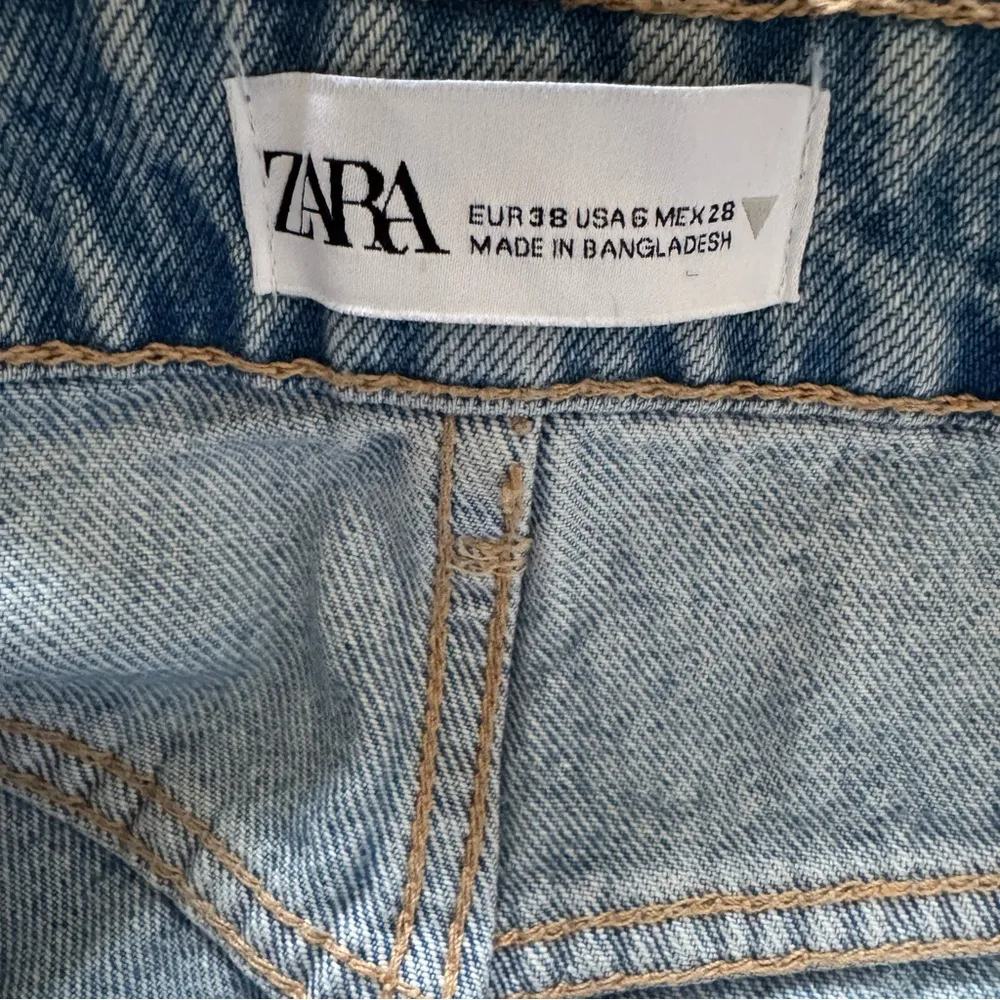 ZARA
EUR 38 USA 6 MEX 28
MADE IN BANGLADESH